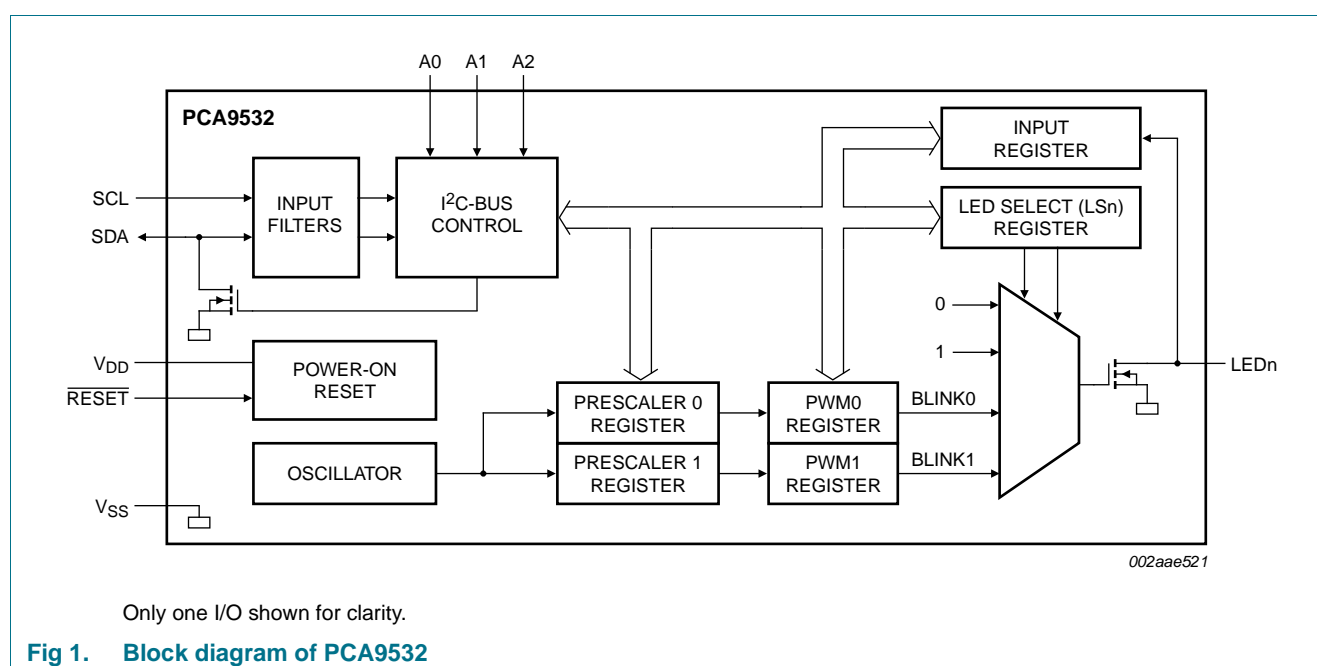 A0 A1 A2
PCA9532
INPUT
REGISTER
SCL
SDA
INPUT
FILTERS
I²C-BUS
CONTROL
LED SELECT (LSn)
REGISTER
0
1
VDD
RESET
POWER-ON
RESET
LEDn
PRESCALER 0
REGISTER
PWM0
REGISTER
BLINK0
OSCILLATOR
PRESCALER 1
REGISTER
PWM1
REGISTER
BLINK1
VSS
002aae521
Only one I/O shown for clarity.
Fig 1. Block diagram of PCA9532